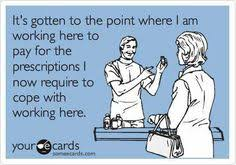 It's gotten to the point where I am
working here to
pay for the
prescriptions I
now require to
cope with
working here.
your e cards
someecards.com